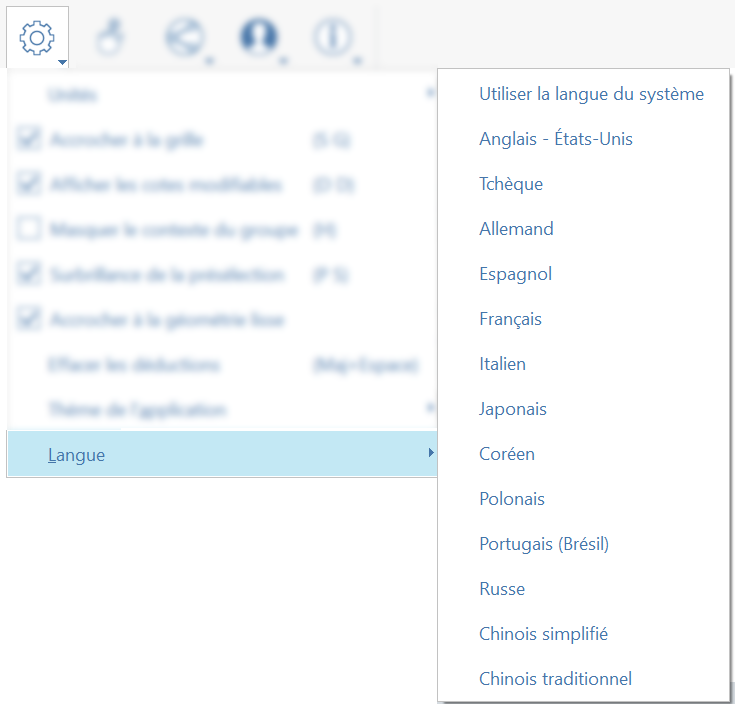 Unités
Accrocher à la grille (S G)
Afficher les cotes modifiables (D D)
Masquer le contexte du groupe (H)
Surbrillance de la présélection (P S)
Accrocher à la géométrie lisse
Effacer les déductions (Maj+Espace)
Thème de l'application
Langue
Utiliser la langue du système
Anglais - États-Unis
Tchèque
Allemand
Espagnol
Français
Italien
Japonais
Coréen
Polonais
Portugais (Brésil)
Russe
Chinois simplifié
Chinois traditionnel